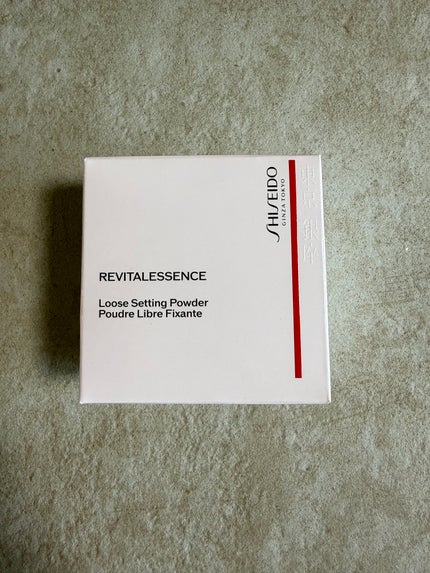 SHISEIDO
GINZA TOKYO
REVITALESSENCE
Loose Setting Powder
Poudre Libre Fixante